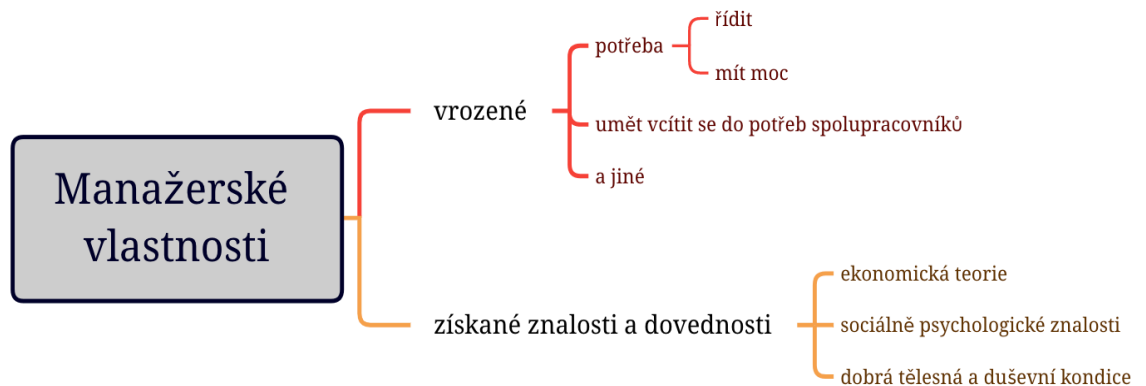 Manažerské
vlastnosti
vrozené
potřeba
řídit
mít moc
umět vcítit se do potřeb spolupracovníků
a jiné
získané znalosti a dovednosti
ekonomická teorie
sociálně psychologické znalosti
dobrá tělesná a duševní kondice